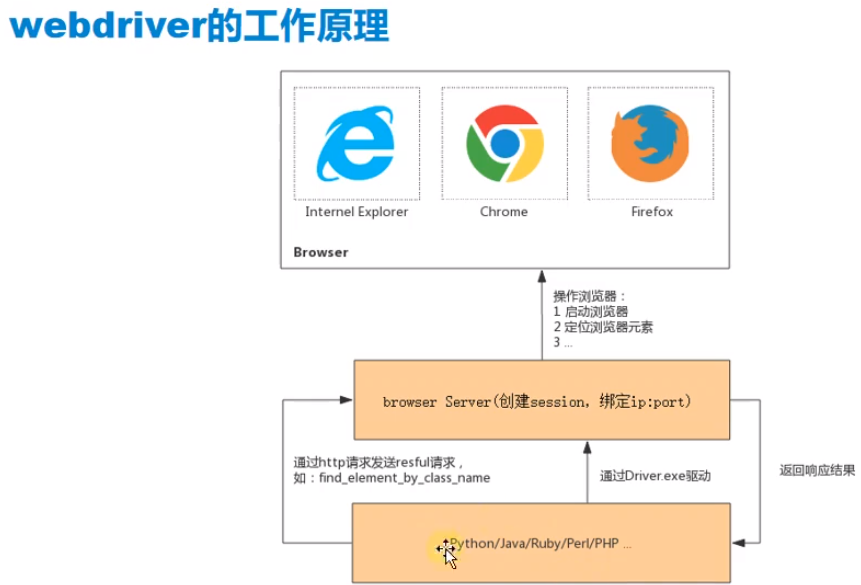 webdriver的工作原理
Internel Explorer
Chrome
Firefox
Browser
操作浏览器：
1 启动浏览器
2 定位浏览器元素
3 ...
browser Server(创建session，绑定ip:port)
通过http请求发送resful请求，
如：find_element_by_class_name
通过Driver.exe驱动
返回响应结果
Python/Java/Ruby/Perl/PHP ...